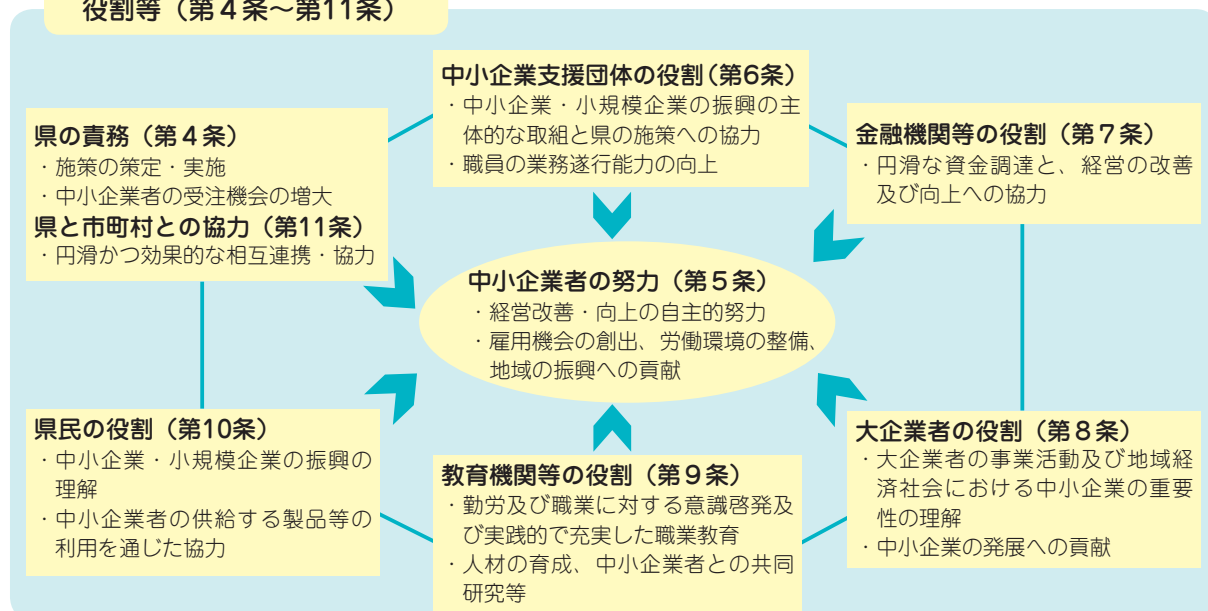 役割等（第４条～第11条）
中小企業支援団体の役割（第6条）
・中小企業・小規模企業の振興の主
体的な取組と県の施策への協力
・職員の業務遂行能力の向上
県の責務（第４条）
・施策の策定・実施
・中小企業者の受注機会の増大
県と市町村との協力（第11条）
・円滑かつ効果的な相互連携・協力
金融機関等の役割（第７条）
・円滑な資金調達と、経営の改善
及び向上への協力
中小企業者の努力（第５条）
・経営改善・向上の自主的努力
・雇用機会の創出、労働環境の整備、
地域の振興への貢献
県民の役割（第10条）
・中小企業・小規模企業の振興の
理解
・中小企業者の供給する製品等の
利用を通じた協力
教育機関等の役割（第９条）
・勤労及び職業に対する意識啓発及
び実践的で充実した職業教育
・人材の育成、中小企業者との共同
研究等
大企業者の役割（第８条）
・大企業者の事業活動及び地域経
済社会における中小企業の重要
性の理解
・中小企業の発展への貢献